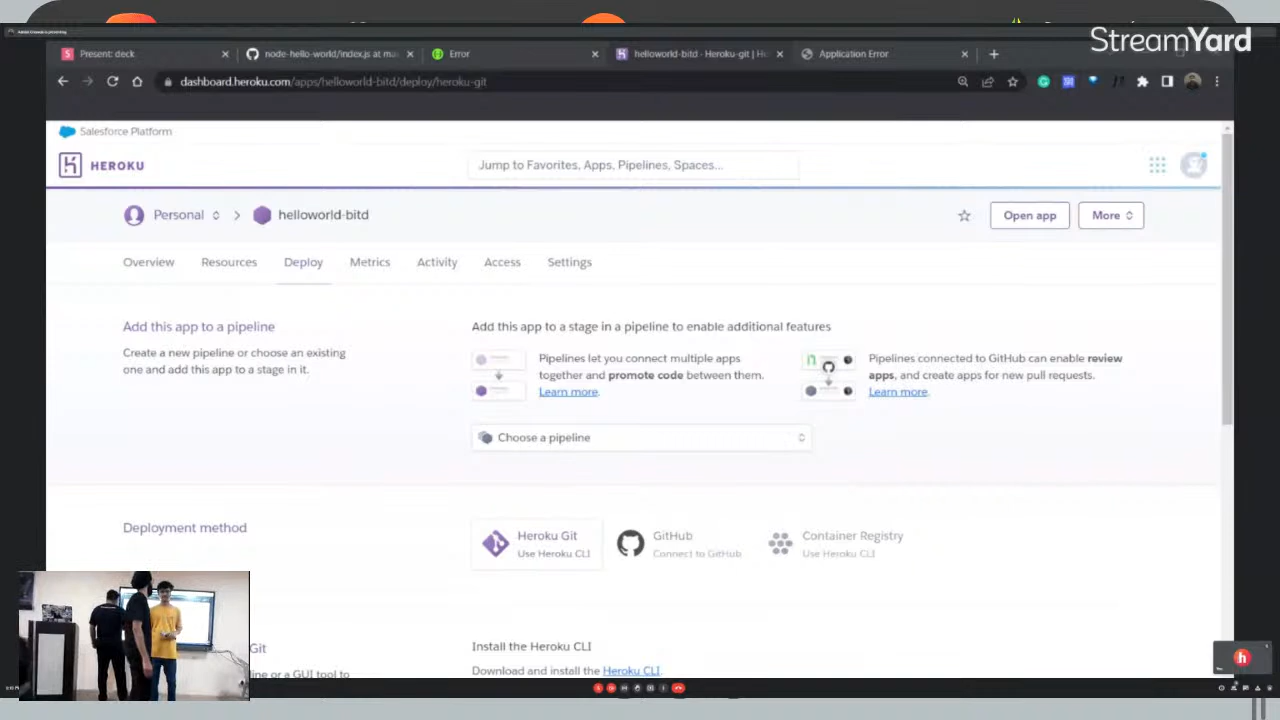 StreamYard
Present: deck
node-hello-world/index.js at ma
Error
helloworld-bitd · Heroku-git | H
Application Error
dashboard.heroku.com/apps/helloworld-bitd/deploy/heroku-git
Salesforce Platform
HEROKU
Jump to Favorites, Apps, Pipelines, Spaces...
Personal
helloworld-bitd
Open app
More
Overview
Resources
Deploy
Metrics
Activity
Access
Settings
Add this app to a pipeline
Create a new pipeline or choose an existing
one and add this app to a stage in it.
Add this app to a stage in a pipeline to enable additional features
Pipelines let you connect multiple apps
together and promote code between them.
Learn more.
Pipelines connected to GitHub can enable review
apps, and create apps for new pull requests.
Learn more.
Choose a pipeline
Deployment method
Heroku Git
Use Heroku CLI
GitHub
Connect to GitHub
Container Registry
Use Heroku CLI
Git
ine or a GUI tool to
Install the Heroku CLI
Download and install the Heroku CLI.
h